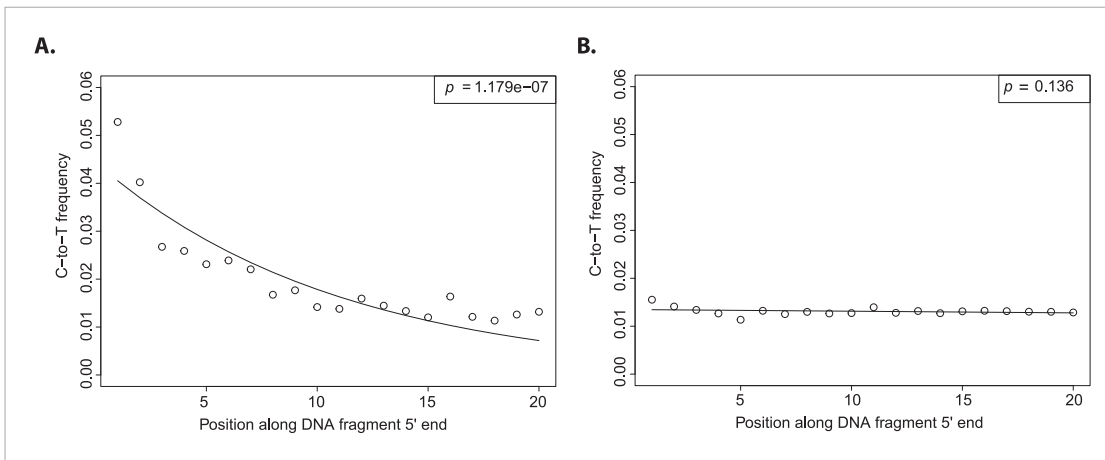 A.
p = 1.179e−07
C−to−T frequency
0.06
0.05
0.04
0.03
0.02
0.01
0.00
5
10
15
20
Position along DNA fragment 5' end
B.
p = 0.136
C−to−T frequency
0.06
0.05
0.04
0.03
0.02
0.01
0.00
5
10
15
20
Position along DNA fragment 5' end